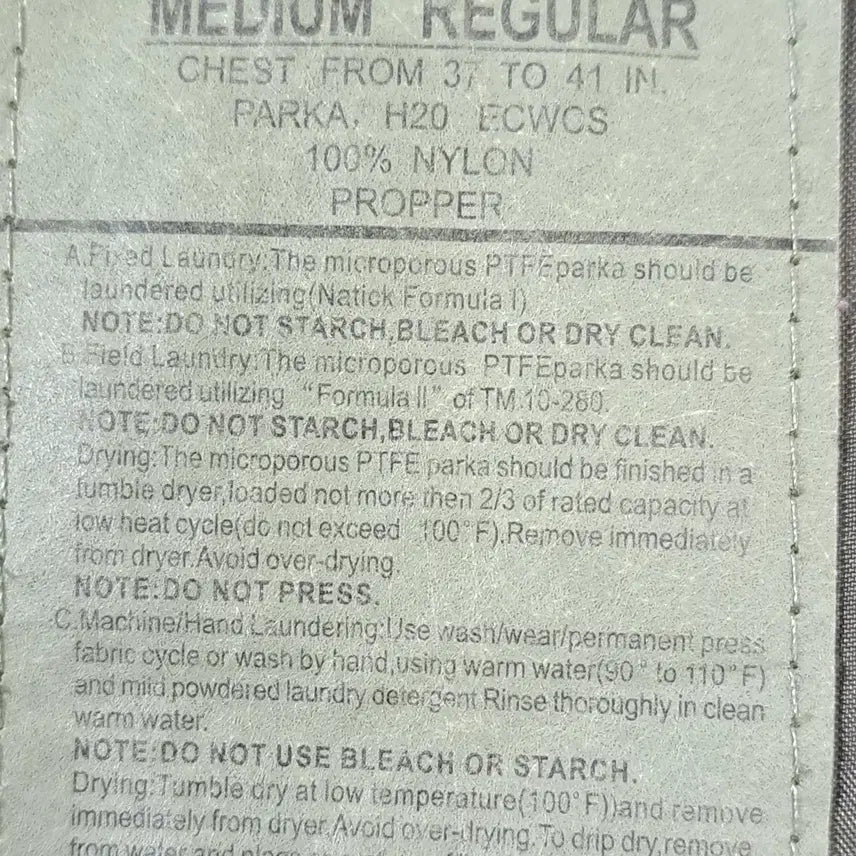 MEDIUM REGULAR
CHEST FROM 37 TO 41 IN.
PARKA, H20 ECWCS
100% NYLON
PROPPER
A.Fixed Laundry:The microporous PTFEparka should be
laundered utilizing(Natick Formula I)
NOTE:DO NOT STARCH,BLEACH OR DRY CLEAN.
B.Field Laundry:The microporous PTFEparka should be
laundered utilizing "Formula II" of TM.10-280.
NOTE:DO NOT STARCH,BLEACH OR DRY CLEAN.
Drying:The microporous PTFE parka should be finished in a
tumble dryer,loaded not more then 2/3 of rated capacity at
low heat cycle(do not exceed 100°F).Remove immediately
from dryer.Avoid over-drying.
NOTE:DO NOT PRESS.
C.Machine/Hand Laundering:Use wash/wear/permanent press
fabric cycle or wash by hand,using warm water(90° to 110°F)
and mild powdered laundry detergent Rinse thoroughly in clean
warm water.
NOTE:DO NOT USE BLEACH OR STARCH.
Drying:Tumble dry at low temperature(100°F))and remove
immediately from dryer.Avoid over-drying.To drip dry,remove
from water and place